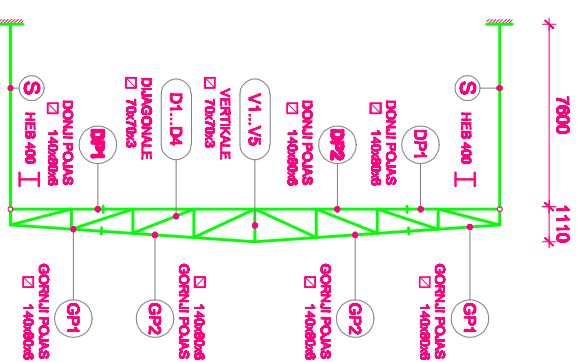 GORNJI POJAS
140x80x6
GP1
GORNJI POJAS
140x80x6
GP2
GORNJI POJAS
140x80x6
GP2
GORNJI POJAS
140x80x6
GP1
1110
7600
DP1
DONJI POJAS
140x80x6
DP2
DONJI POJAS
140x80x6
V1...V5
VERTIKALE
70x70x3
D1...D4
DIJAGONALE
70x70x3
DP1
DONJI POJAS
140x80x6
S
HEB 400
S
HEB 400